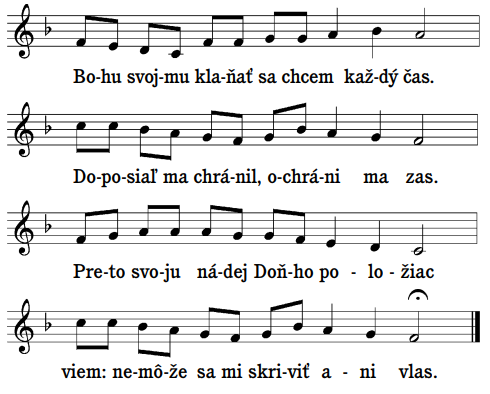 Bo-hu svoj-mu kla-ňať sa chcem kaž-dý čas.
Do-po-siaľ ma chrá-nil, o-chrá-ni ma zas.
Pre-to svo-ju ná-dej Doň-ho po - lo - žiac
viem: ne-mô-že sa mi skri-viť a - ni vlas.